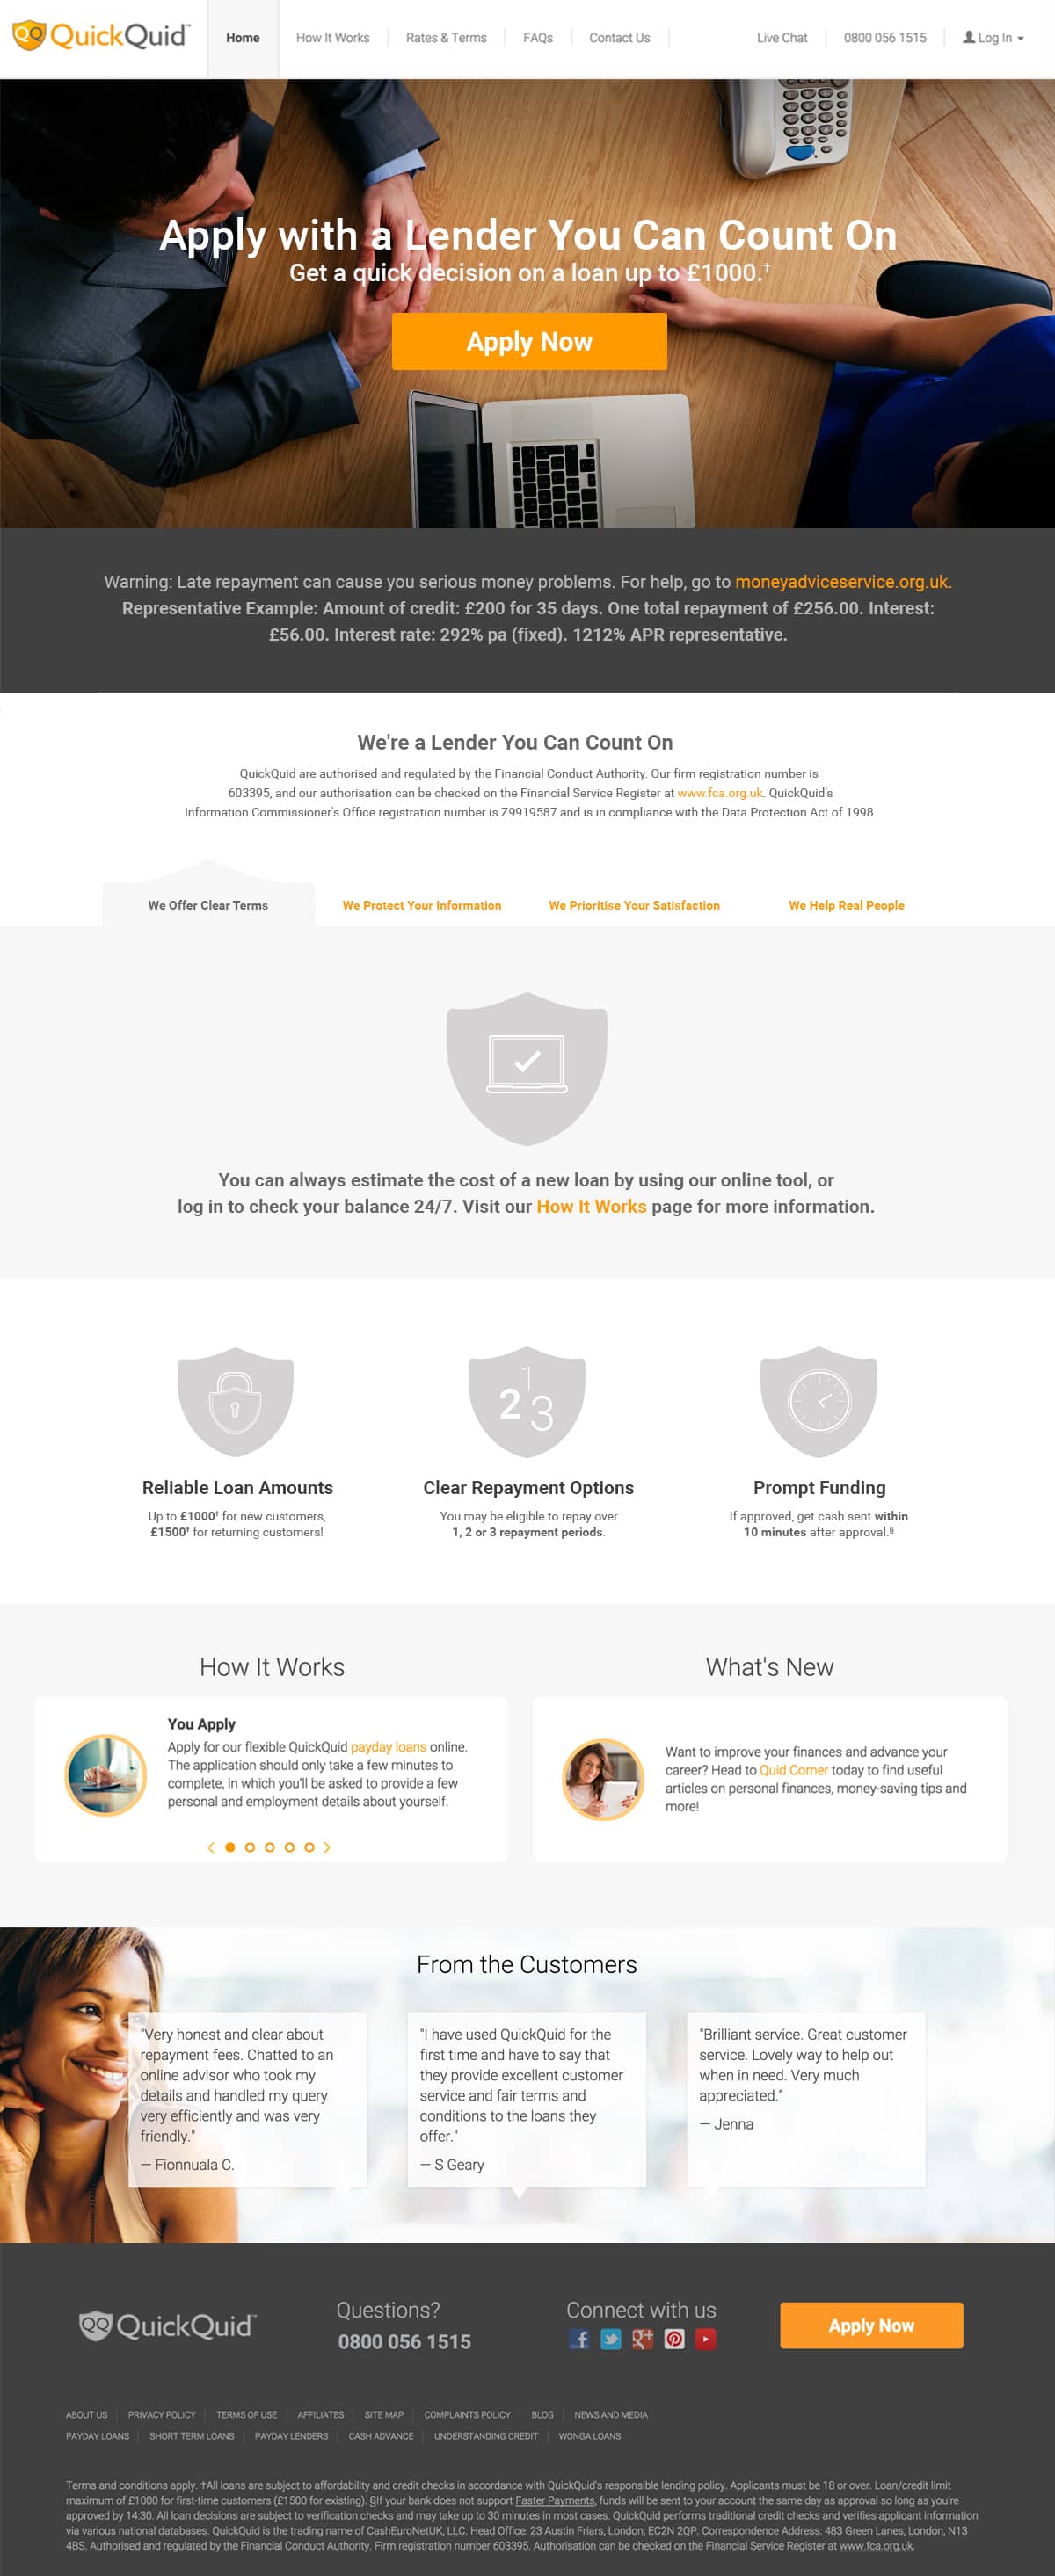 QuickQuid™
Home
How It Works
Rates & Terms
FAQs
Contact Us
Live Chat
0800 056 1515
Log In
Apply with a Lender You Can Count On
Get a quick decision on a loan up to £1000.†
Apply Now
Warning: Late repayment can cause you serious money problems. For help, go to moneyadviceservice.org.uk.
Representative Example: Amount of credit: £200 for 35 days. One total repayment of £256.00. Interest:
£56.00. Interest rate: 292% pa (fixed). 1212% APR representative.
We're a Lender You Can Count On
QuickQuid are authorised and regulated by the Financial Conduct Authority. Our firm registration number is
603395, and our authorisation can be checked on the Financial Service Register at www.fca.org.uk. QuickQuid's
Information Commissioner's Office registration number is Z9919587 and is in compliance with the Data Protection Act of 1998.
We Offer Clear Terms
We Protect Your Information
We Prioritise Your Satisfaction
We Help Real People
You can always estimate the cost of a new loan by using our online tool, or
log in to check your balance 24/7. Visit our How It Works page for more information.
1
2
3
Reliable Loan Amounts
Up to £1000† for new customers,
£1500† for returning customers!
Clear Repayment Options
You may be eligible to repay over
1, 2 or 3 repayment periods.
Prompt Funding
If approved, get cash sent within
10 minutes after approval.§
How It Works
You Apply
Apply for our flexible QuickQuid payday loans online.
The application should only take a few minutes to
complete, in which you'll be asked to provide a few
personal and employment details about yourself.
What's New
Want to improve your finances and advance your
career? Head to Quid Corner today to find useful
articles on personal finances, money-saving tips and
more!
From the Customers
"Very honest and clear about
repayment fees. Chatted to an
online advisor who took my
details and handled my query
very efficiently and was very
friendly."
— Fionnuala C.
"I have used QuickQuid for the
first time and have to say that
they provide excellent customer
service and fair terms and
conditions to the loans they
offer."
— S Geary
"Brilliant service. Great customer
service. Lovely way to help out
when in need. Very much
appreciated."
— Jenna
QuickQuid™
Questions?
0800 056 1515
Connect with us
Apply Now
ABOUT US
PRIVACY POLICY
TERMS OF USE
AFFILIATES
SITE MAP
COMPLAINTS POLICY
BLOG
NEWS AND MEDIA
PAYDAY LOANS
SHORT TERM LOANS
PAYDAY LENDERS
CASH ADVANCE
UNDERSTANDING CREDIT
WONGA LOANS
Terms and conditions apply. †All loans are subject to affordability and credit checks in accordance with QuickQuid's responsible lending policy. Applicants must be 18 or over. Loan/credit limit
maximum of £1000 for first-time customers (£1500 for existing). §If your bank does not support Faster Payments, funds will be sent to your account the same day as approval so long as you're
approved by 14:30. All loan decisions are subject to verification checks and may take up to 30 minutes in most cases. QuickQuid performs traditional credit checks and verifies applicant information
via various national databases. QuickQuid is the trading name of CashEuroNetUK, LLC. Head Office: 23 Austin Friars, London, EC2N 2QP. Correspondence Address: 483 Green Lanes, London, N13
4BS. Authorised and regulated by the Financial Conduct Authority. Firm registration number 603395. Authorisation can be checked on the Financial Service Register at www.fca.org.uk.